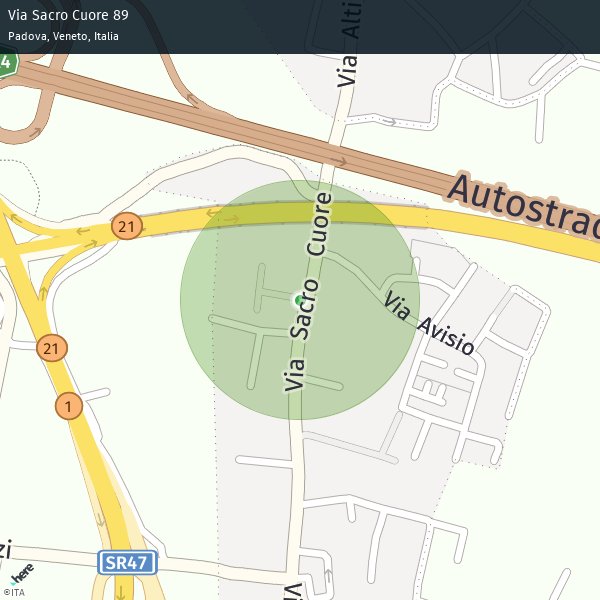 Via Sacro Cuore 89
Padova, Veneto, Italia
4
Via Alti
Autostrad
21
Via Sacro Cuore
Via Avisio
21
1
zi
SR47
here
©ITA